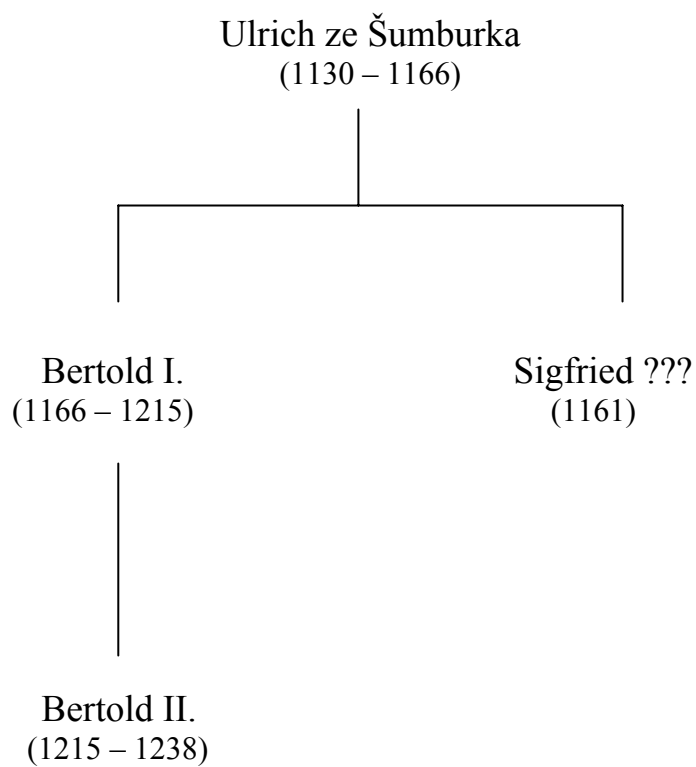 Ulrich ze Šumburka
(1130 – 1166)
Bertold I.
(1166 – 1215)
Sigfried ???
(1161)
Bertold II.
(1215 – 1238)